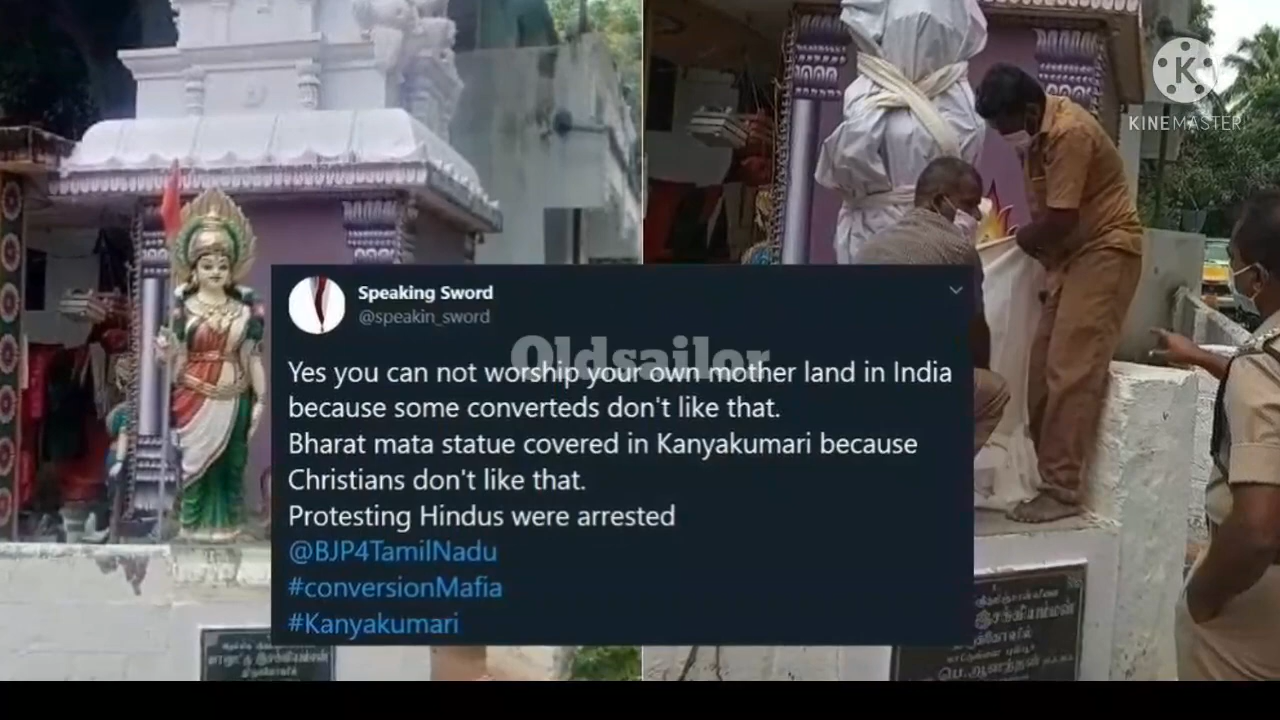 KINEMASTER
Speaking Sword
@speakin_sword
Oldsailor
Yes you can not worship your own mother land in India
because some converteds don't like that.
Bharat mata statue covered in Kanyakumari because
Christians don't like that.
Protesting Hindus were arrested
@BJP4TamilNadu
#conversionMafia
#Kanyakumari